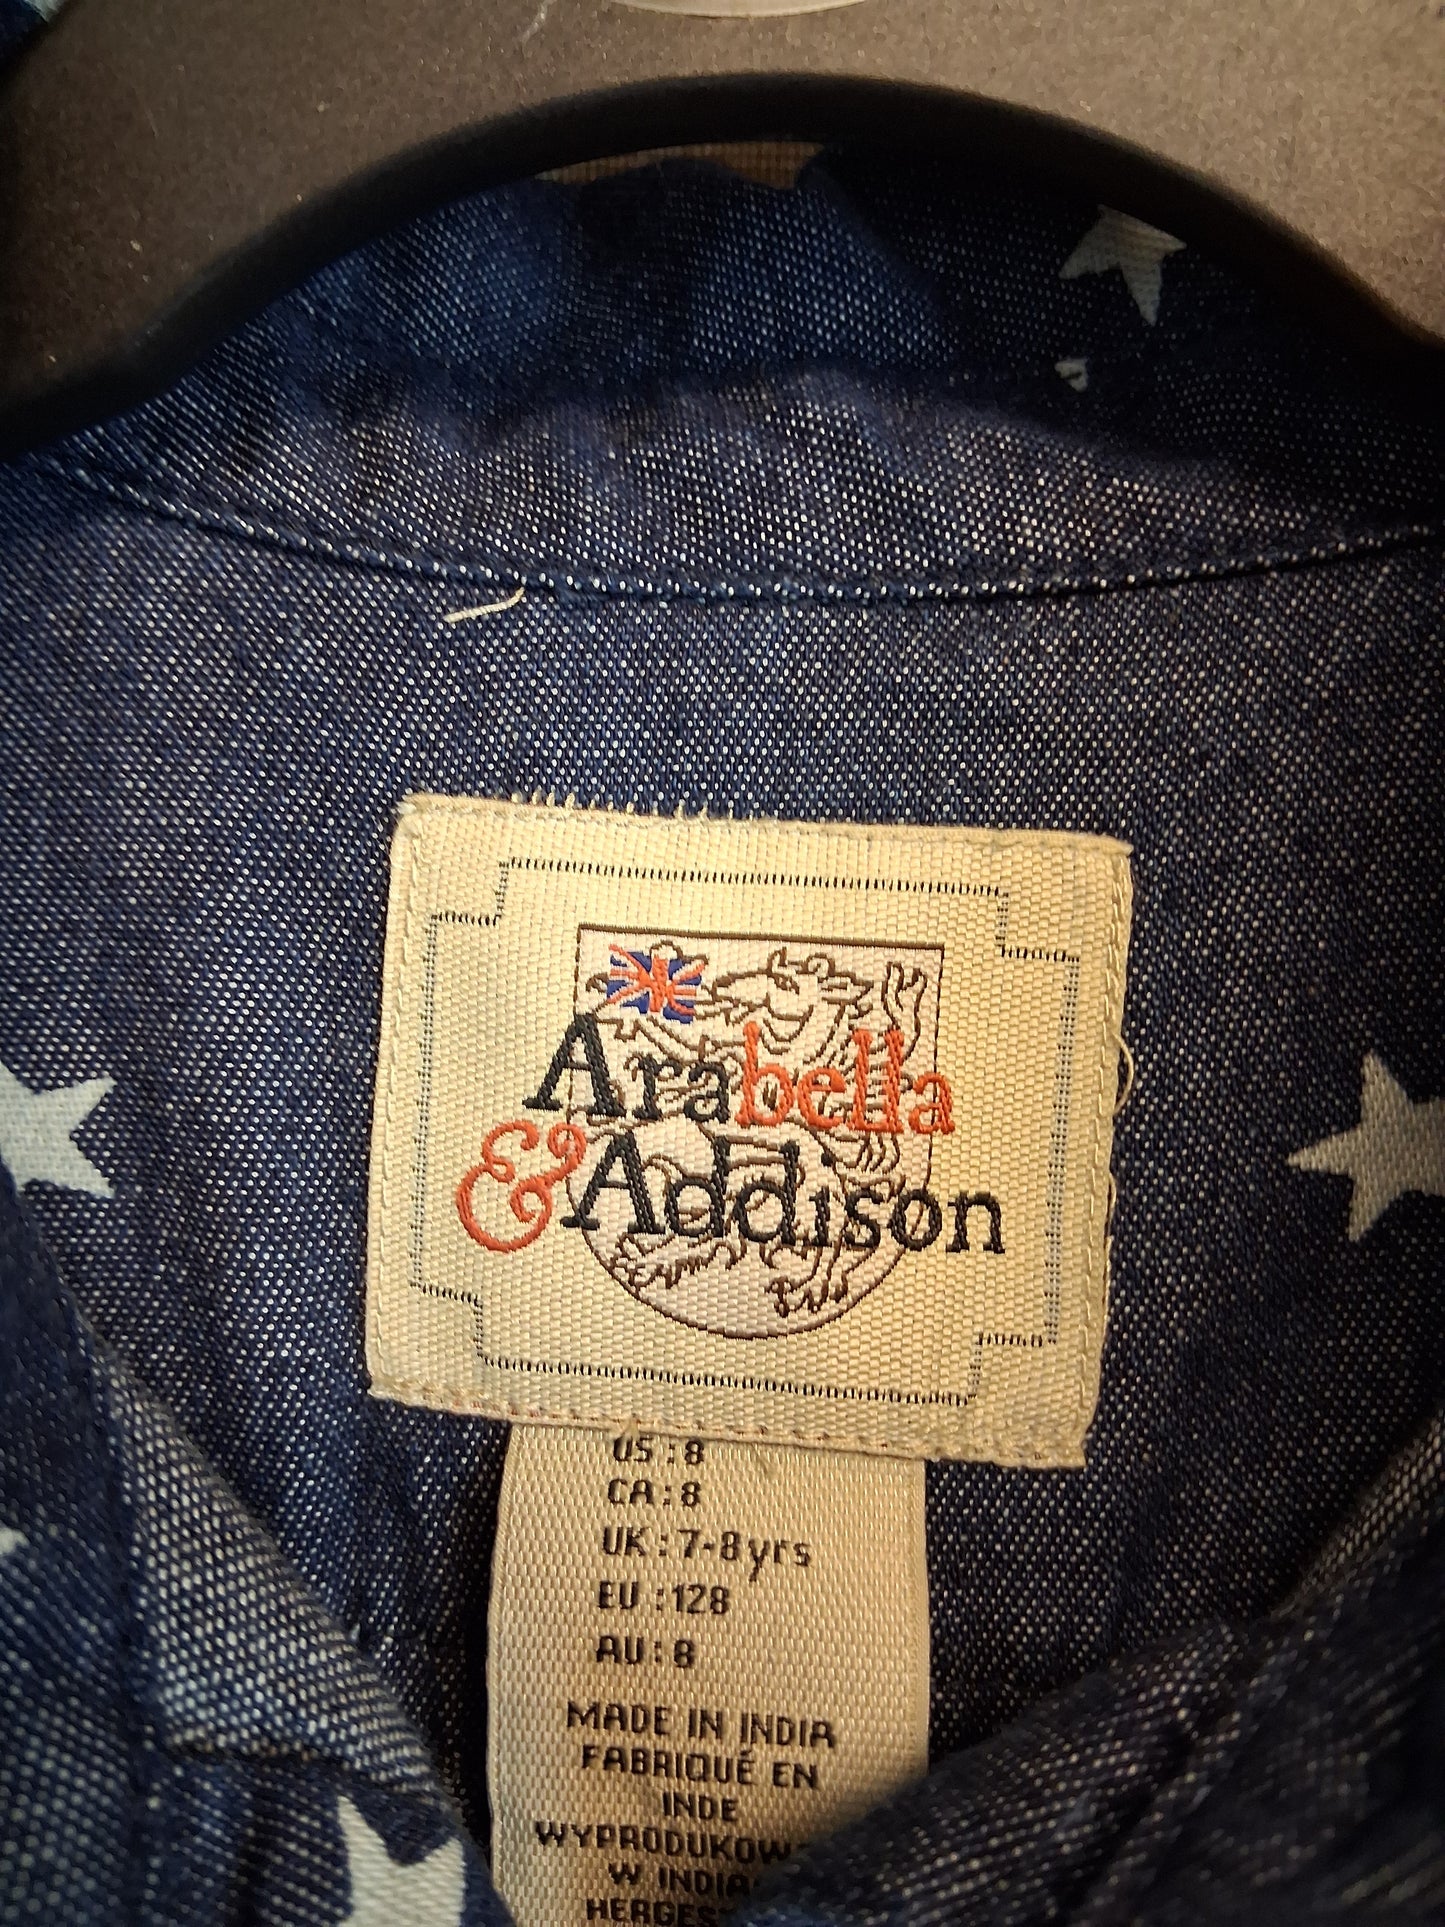 Arabella
& Addison
US : 8
CA : 8
UK : 7-8yrs
EU : 128
AU : 8
MADE IN INDIA
FABRIQUÉ EN
INDE
W